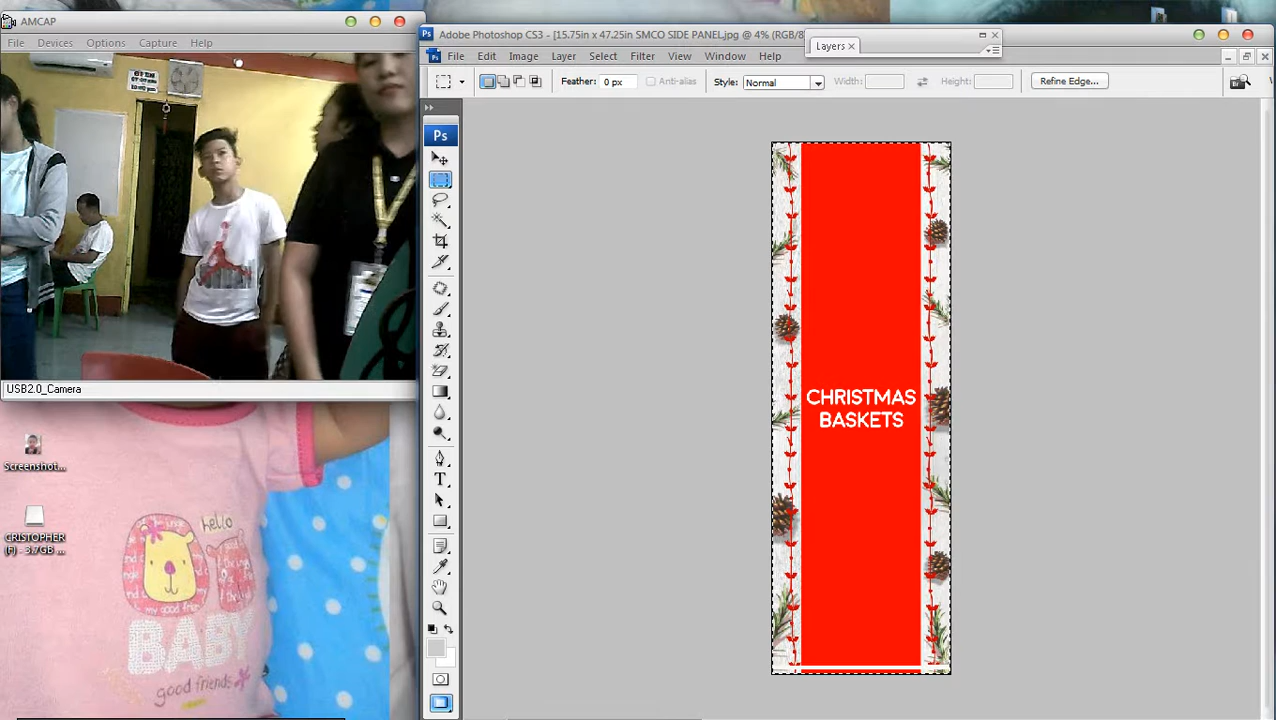 AMCAP
File Devices Options Capture Help
USB2.0_Camera
Screenshot...
CRISTOPHER
(F) - 3.7GB ...
hello
BABY
good friends
Adobe Photoshop CS3 - [15.75in x 47.25in SMCO SIDE PANEL.jpg @ 4% (RGB/8
Layers x
File Edit Image Layer Select Filter View Window Help
Feather: 0 px Anti-alias Style: Normal Width: Height: Refine Edge...
Ps
T
CHRISTMAS
BASKETS